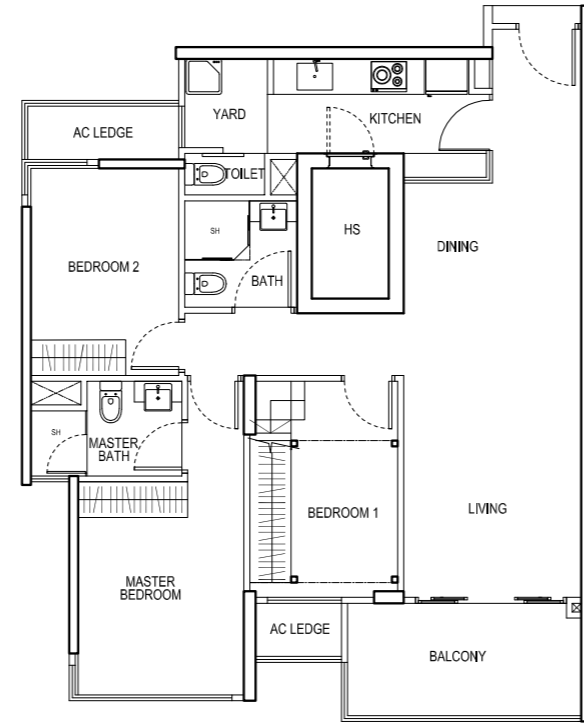 YARD
KITCHEN
AC LEDGE
TOILET
HS
SH
DINING
BEDROOM 2
BATH
SH
MASTER
BATH
BEDROOM 1
LIVING
MASTER
BEDROOM
AC LEDGE
BALCONY